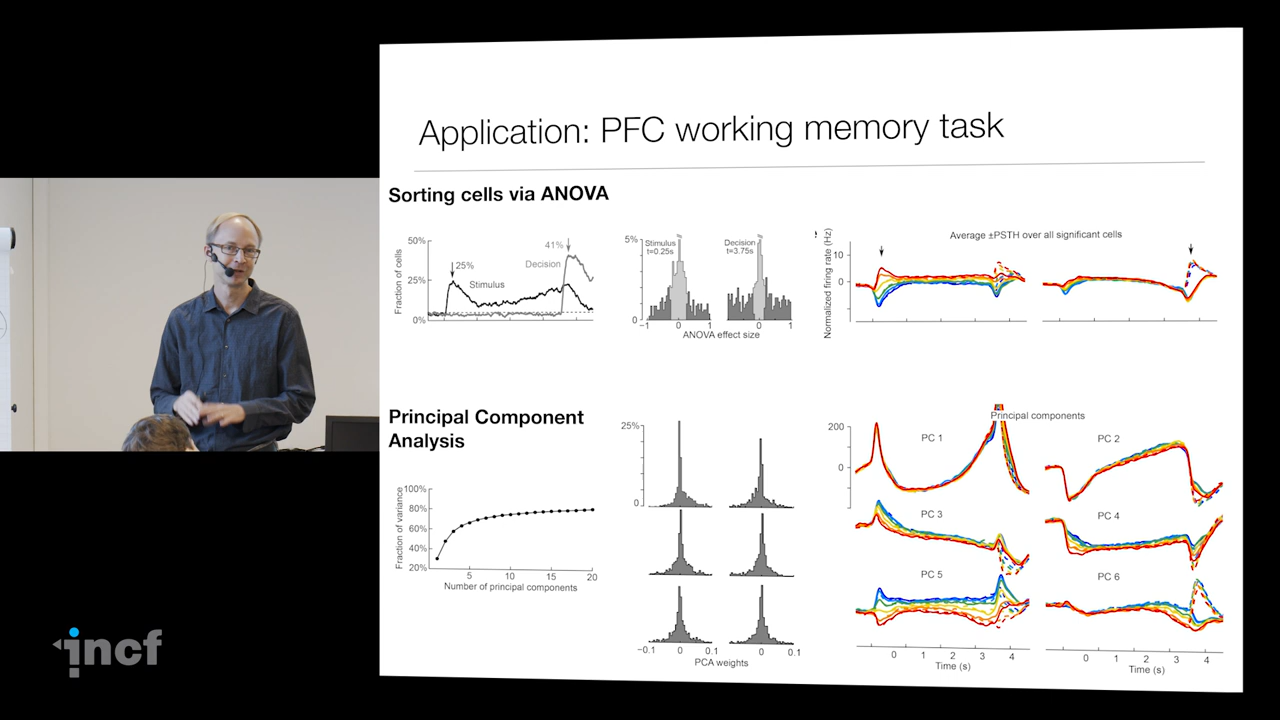 Application: PFC working memory task
Sorting cells via ANOVA
50%
25%
0%
Fraction of cells
25%
Stimulus
41%
Decision
5%
0
Stimulus
t=0.25s
Decision
t=3.75s
−1 0 1 0 1
ANOVA effect size
Average ±PSTH over all significant cells
Normalized firing rate (Hz)
10
0
Principal Component
Analysis
100%
80%
60%
40%
20%
Fraction of variance
5 10 15 20
Number of principal components
25%
0
−0.1 0 0.1 0 0.1
PCA weights
Principal components
200
0
PC 1
PC 2
PC 3
PC 4
PC 5
PC 6
0 1 2 3 4
Time (s)
0 1 2 3 4
Time (s)
incf